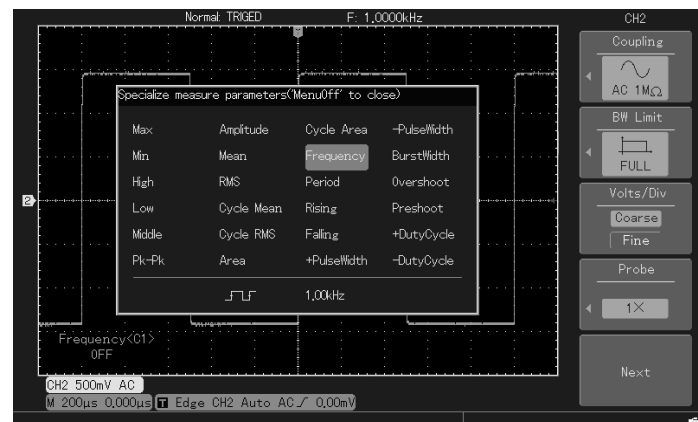 Normal: TRIGED F: 1.0000kHz CH2
Coupling
AC 1MΩ
BW Limit
FULL
Volts/Div
Coarse
Fine
Probe
1×
Next
Specialize measure parameters('MenuOff' to close)
Max Amplitude Cycle Area -PulseWidth
Min Mean Frequency BurstWidth
High RMS Period Overshoot
Low Cycle Mean Rising Preshoot
Middle Cycle RMS Falling +DutyCycle
Pk-Pk Area +PulseWidth -DutyCycle
1.00kHz
2
Frequency<C1>
OFF
CH2 500mV AC
M 200μs 0.000μs T Edge CH2 Auto AC 0.00mV